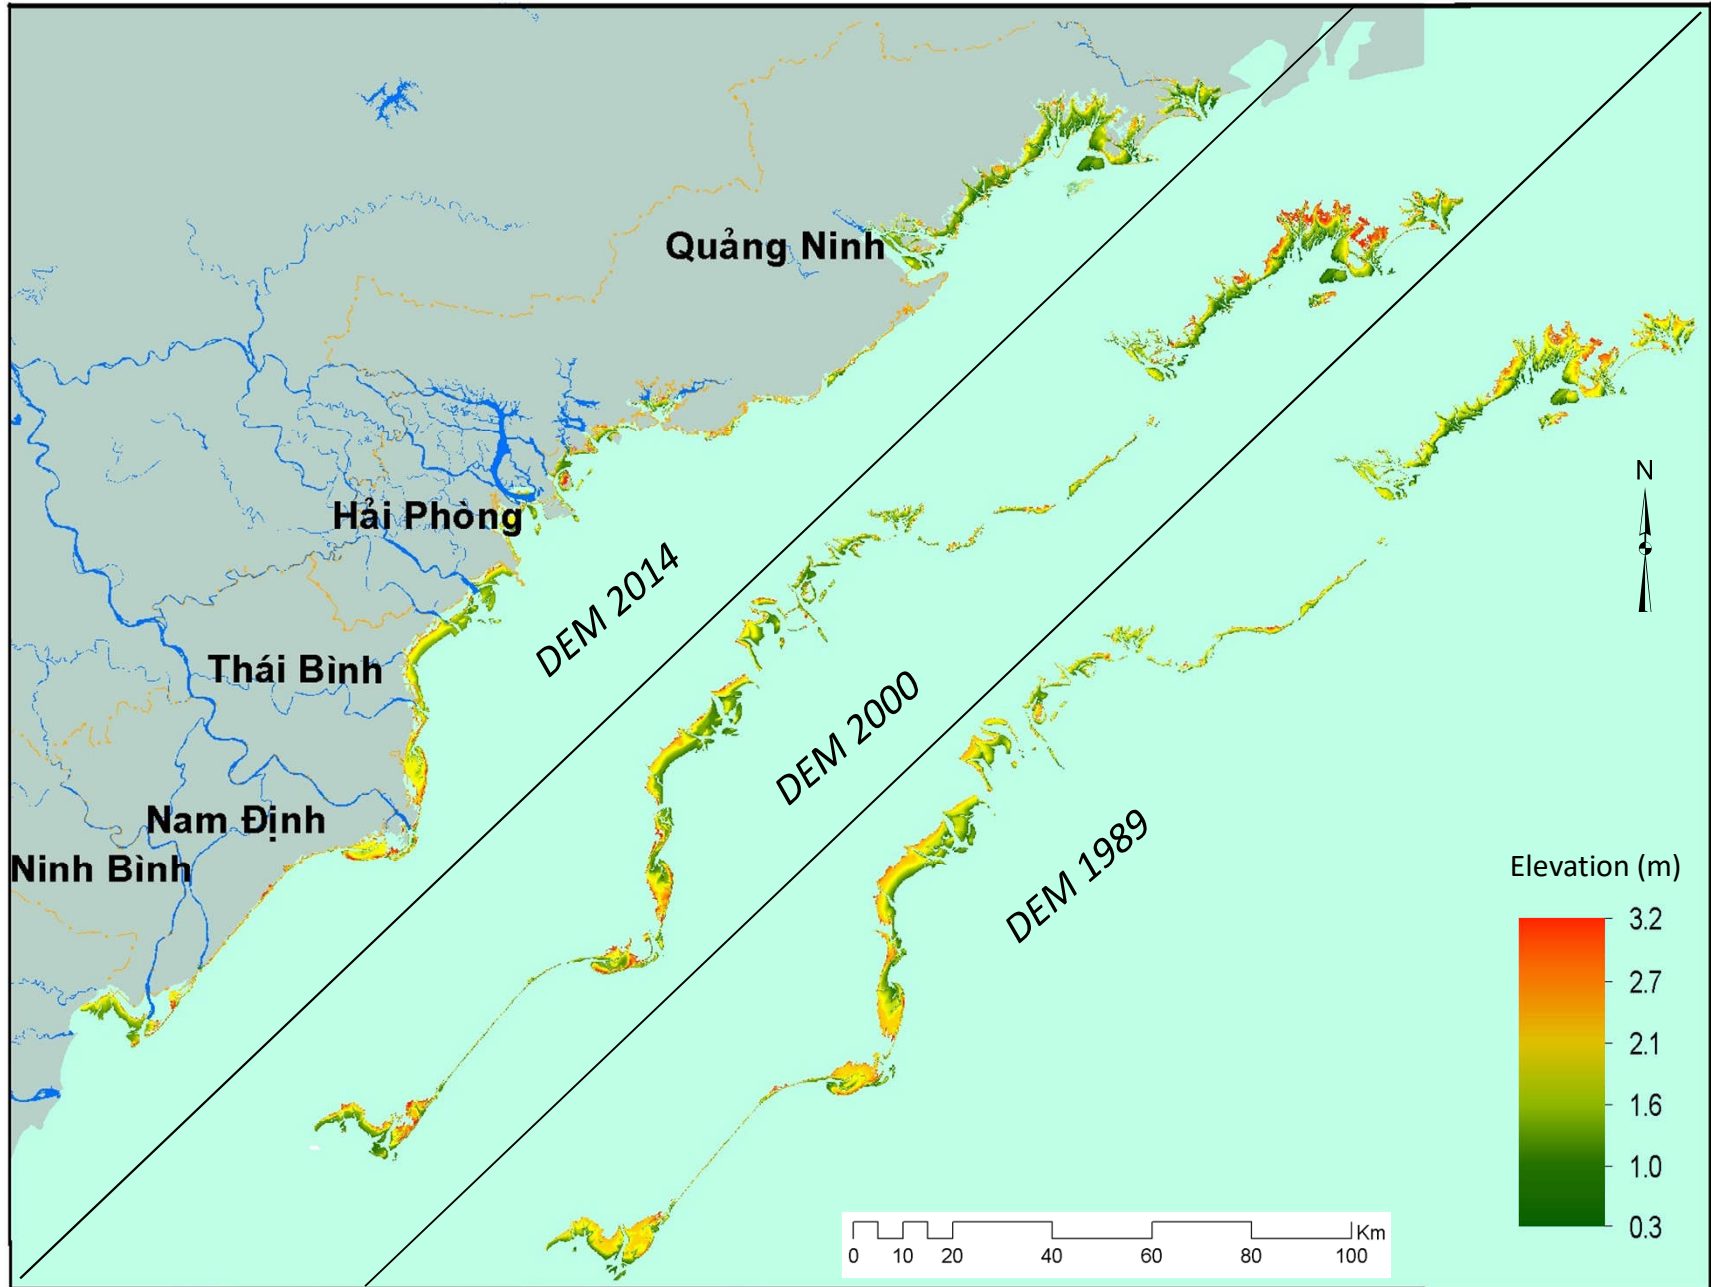 Quảng Ninh
N
Hải Phòng
DEM 2014
Thái Bình
DEM 2000
Nam Định
DEM 1989
Ninh Bình
Elevation (m)
3.2
2.7
2.1
1.6
1.0
0.3
Km
0 10 20 40 60 80 100